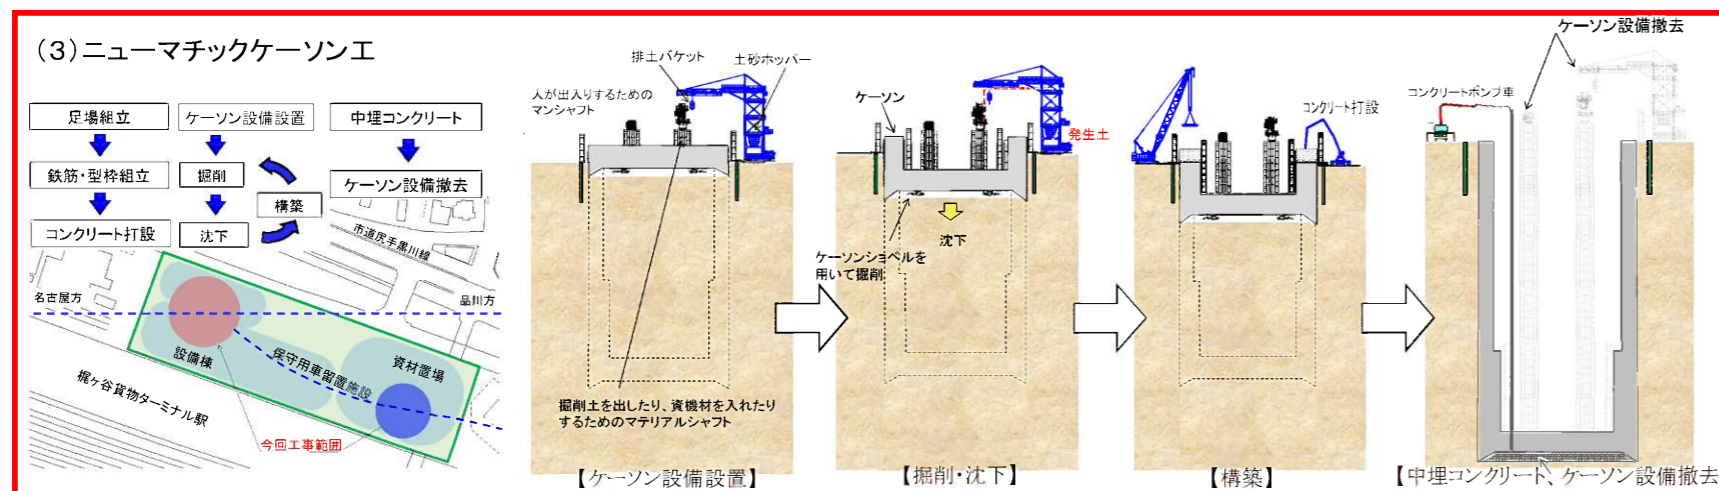 (3)ニューマチックケーソン工
足場組立
鉄筋・型枠組立
コンクリート打設
ケーソン設備設置
掘削
沈下
構築
中埋コンクリート
ケーソン設備撤去
市道尻手黒川線
名古屋方
品川方
設備棟
保守用車留置施設
資材置場
梶ヶ谷貨物ターミナル駅
今回工事範囲
排土バケット
土砂ホッパー
人が出入りするための
マンシャフト
掘削土を出したり、資機材を入れたり
するためのマテリアルシャフト
【ケーソン設備設置】
ケーソン
発生土
沈下
ケーソンショベルを
用いて掘削
【掘削・沈下】
コンクリート打設
【構築】
ケーソン設備撤去
コンクリートポンプ車
【中埋コンクリート、ケーソン設備撤去】